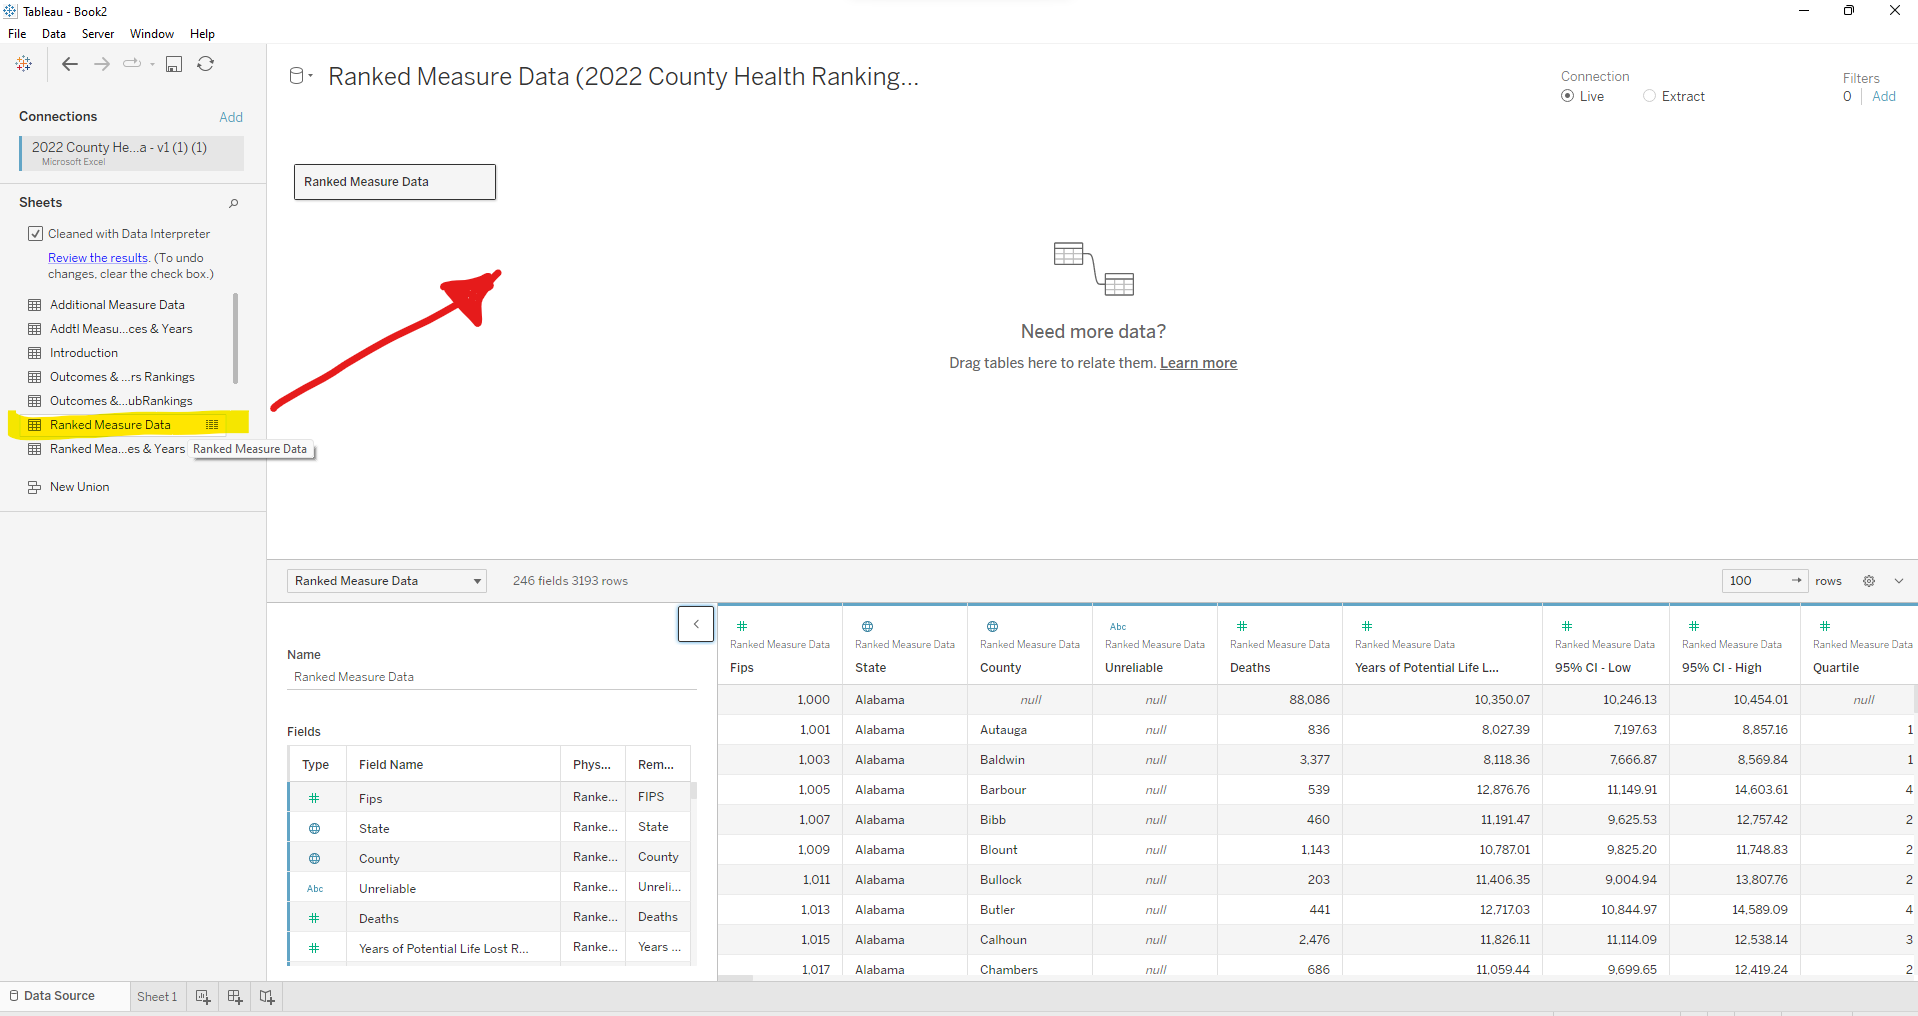 Tableau - Book2
File Data Server Window Help
Connections Add
2022 County He...a - v1 (1) (1)
Microsoft Excel
Sheets
Cleaned with Data Interpreter
Review the results. (To undo
changes, clear the check box.)
Additional Measure Data
Addtl Measu...ces & Years
Introduction
Outcomes & ...rs Rankings
Outcomes &...ubRankings
Ranked Measure Data
Ranked Mea...es & Years
Ranked Measure Data
New Union
Ranked Measure Data (2022 County Health Ranking...
Connection
Live Extract
Filters
0 Add
Ranked Measure Data
Need more data?
Drag tables here to relate them. Learn more
Ranked Measure Data 246 fields 3193 rows 100 rows
Name
Ranked Measure Data
Fields
Type Field Name Phys... Rem...
Fips Ranke... FIPS
State Ranke... State
County Ranke... County
Abc Unreliable Ranke... Unreli...
Deaths Ranke... Deaths
Years of Potential Life Lost R... Ranke... Years ...
Abc
Ranked Measure Data Ranked Measure Data Ranked Measure Data Ranked Measure Data Ranked Measure Data Ranked Measure Data Ranked Measure Data Ranked Measure Data Ranked Measure Data
Fips State County Unreliable Deaths Years of Potential Life L... 95% CI - Low 95% CI - High Quartile
1,000 Alabama null null 88,086 10,350.07 10,246.13 10,454.01 null
1,001 Alabama Autauga null 836 8,027.39 7,197.63 8,857.16 1
1,003 Alabama Baldwin null 3,377 8,118.36 7,666.87 8,569.84 1
1,005 Alabama Barbour null 539 12,876.76 11,149.91 14,603.61 4
1,007 Alabama Bibb null 460 11,191.47 9,625.53 12,757.42 2
1,009 Alabama Blount null 1,143 10,787.01 9,825.20 11,748.83 2
1,011 Alabama Bullock null 203 11,406.35 9,004.94 13,807.76 2
1,013 Alabama Butler null 441 12,717.03 10,844.97 14,589.09 4
1,015 Alabama Calhoun null 2,476 11,826.11 11,114.09 12,538.14 3
1,017 Alabama Chambers null 686 11,059.44 9,699.65 12,419.24 2
Data Source Sheet 1